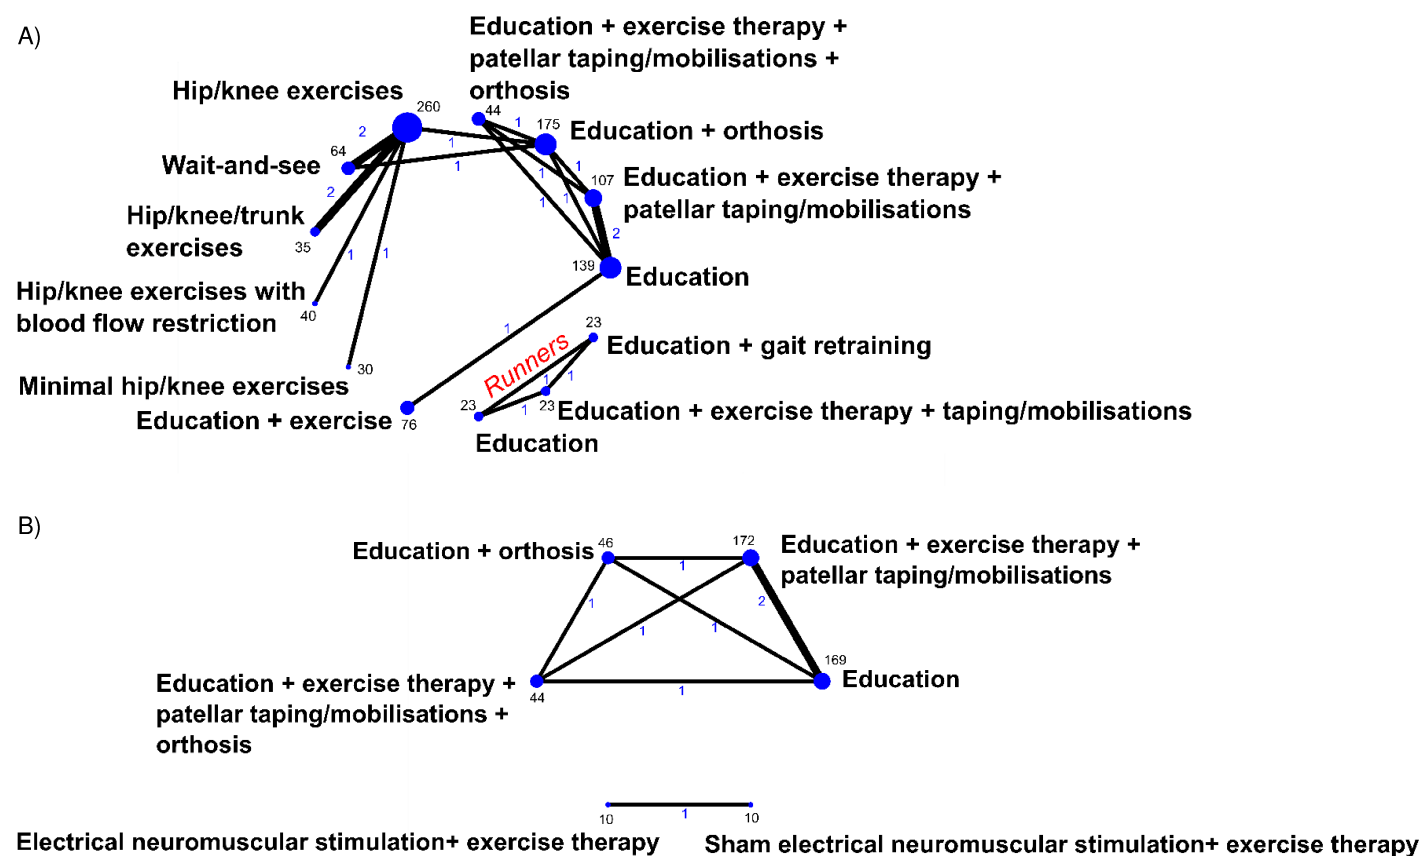 A)
Education + exercise therapy +
patellar taping/mobilisations +
orthosis
Hip/knee exercises
260
44
1
175
Education + orthosis
2
1
64
Wait-and-see
1
1
1
107
Education + exercise therapy +
patellar taping/mobilisations
2
1
1
Hip/knee/trunk
exercises
35
2
1
1
139
Education
Hip/knee exercises with
blood flow restriction
40
1
23
Runners
Education + gait retraining
30
Minimal hip/knee exercises
1
1
Education + exercise
76
23
1
23
Education + exercise therapy + taping/mobilisations
Education
B)
Education + orthosis
46
172
Education + exercise therapy +
patellar taping/mobilisations
1
1
2
1
1
169
Education
Education + exercise therapy +
patellar taping/mobilisations +
orthosis
44
1
10
1
10
Electrical neuromuscular stimulation+ exercise therapy
Sham electrical neuromuscular stimulation+ exercise therapy